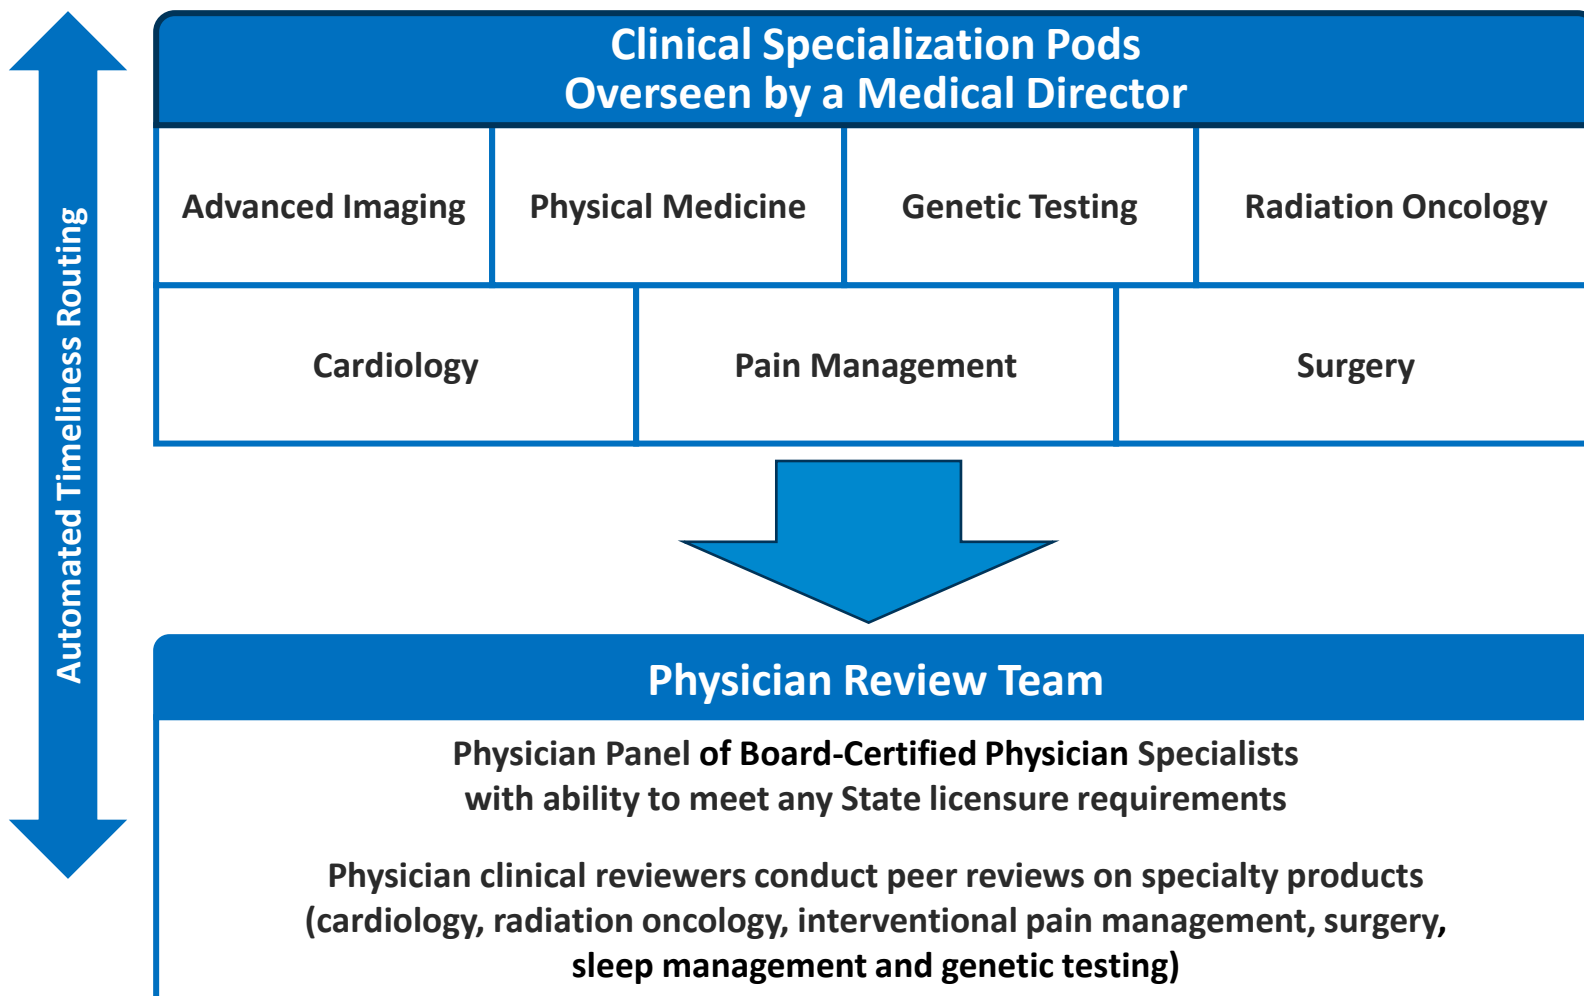 Automated Timeliness Routing
Clinical Specialization Pods
Overseen by a Medical Director
Advanced Imaging
Physical Medicine
Genetic Testing
Radiation Oncology
Cardiology
Pain Management
Surgery
Physician Review Team
Physician Panel of Board-Certified Physician Specialists
with ability to meet any State licensure requirements
Physician clinical reviewers conduct peer reviews on specialty products
(cardiology, radiation oncology, interventional pain management, surgery,
sleep management and genetic testing)